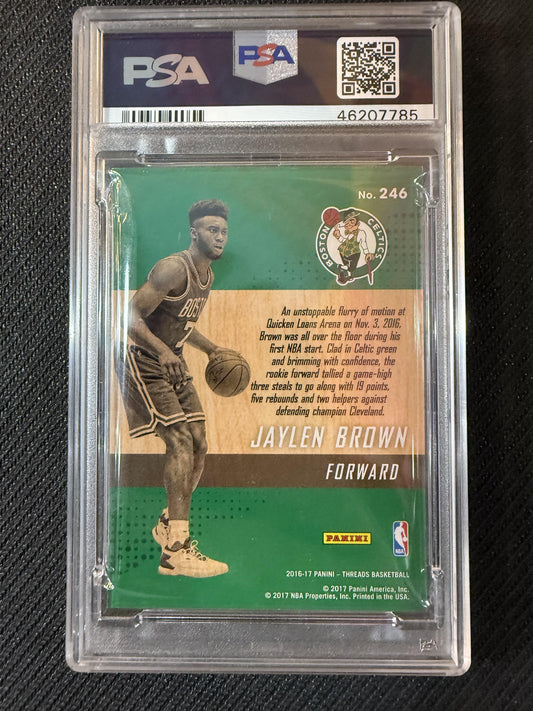 PSA
PSA
46207785
No. 246
BOSTON
CELTICS
BOS
7
An unstoppable flurry of motion at
Quicken Loans Arena on Nov. 3, 2016,
Brown was all over the floor during his
first NBA start. Clad in Celtic green
and brimming with confidence, the
rookie forward tallied a game-high
three steals to go along with 19 points,
five rebounds and two helpers against
defending champion Cleveland.
JAYLEN BROWN
FORWARD
PANINI
NBA
2016-17 PANINI – THREADS BASKETBALL
© 2017 Panini America, Inc.
© 2017 NBA Properties, Inc. Printed in the USA.